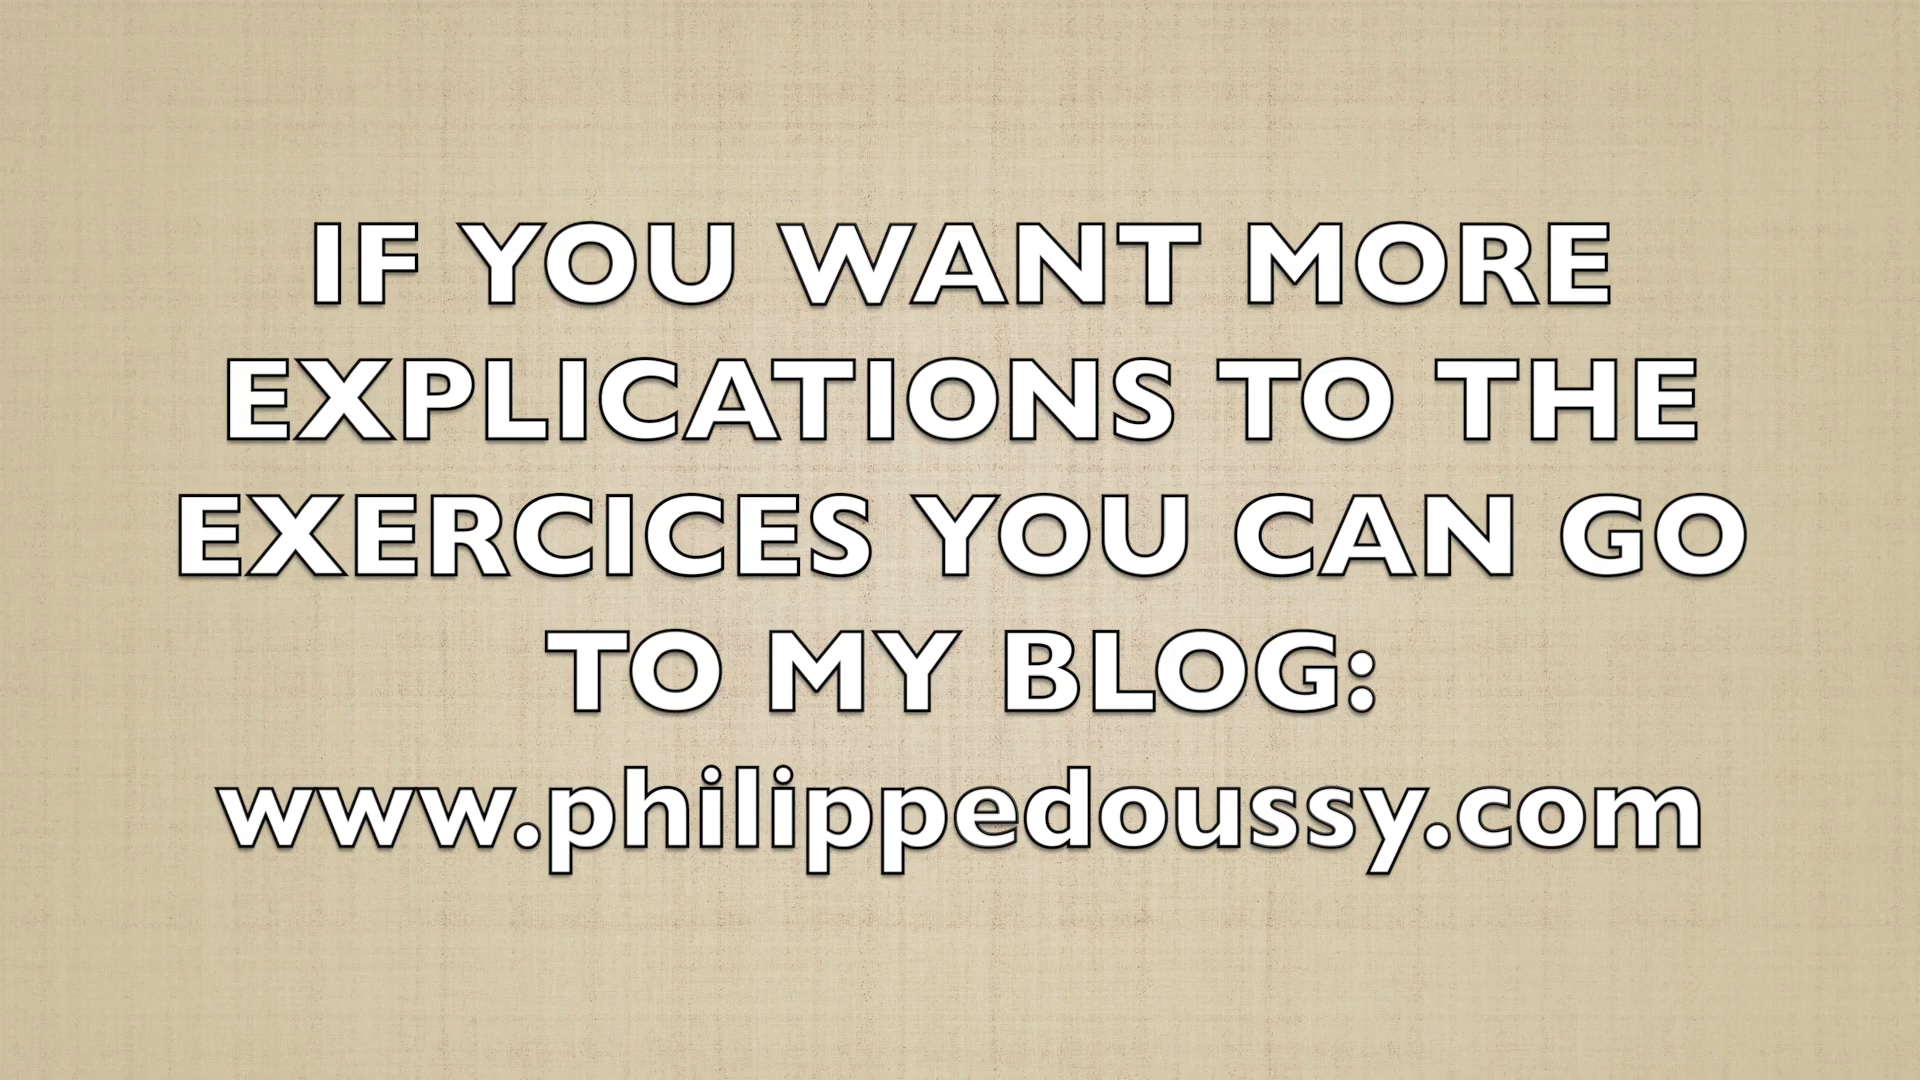 IF YOU WANT MORE
EXPLICATIONS TO THE
EXERCICES YOU CAN GO
TO MY BLOG:
www.philippedoussy.com